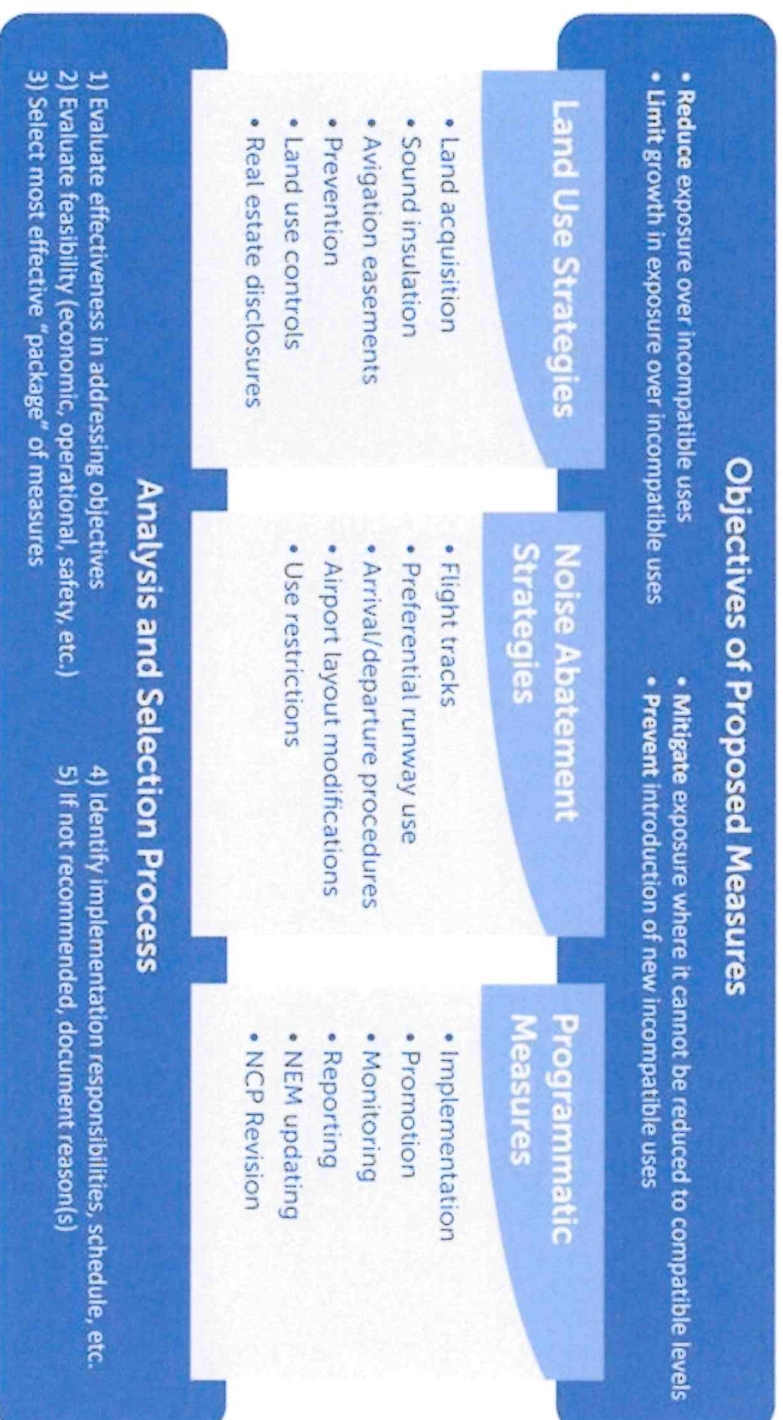 Objectives of Proposed Measures
• Reduce exposure over incompatible uses
• Limit growth in exposure over incompatible uses
• Mitigate exposure where it cannot be reduced to compatible levels
• Prevent introduction of new incompatible uses
Land Use Strategies
• Land acquisition
• Sound insulation
• Avigation easements
• Prevention
• Land use controls
• Real estate disclosures
Noise Abatement
Strategies
• Flight tracks
• Preferential runway use
• Arrival/departure procedures
• Airport layout modifications
• Use restrictions
Programmatic
Measures
• Implementation
• Promotion
• Monitoring
• Reporting
• NEM updating
• NCP Revision
Analysis and Selection Process
1) Evaluate effectiveness in addressing objectives
2) Evaluate feasibility (economic, operational, safety, etc.)
3) Select most effective "package" of measures
4) Identify implementation responsibilities, schedule, etc.
5) If not recommended, document reason(s)